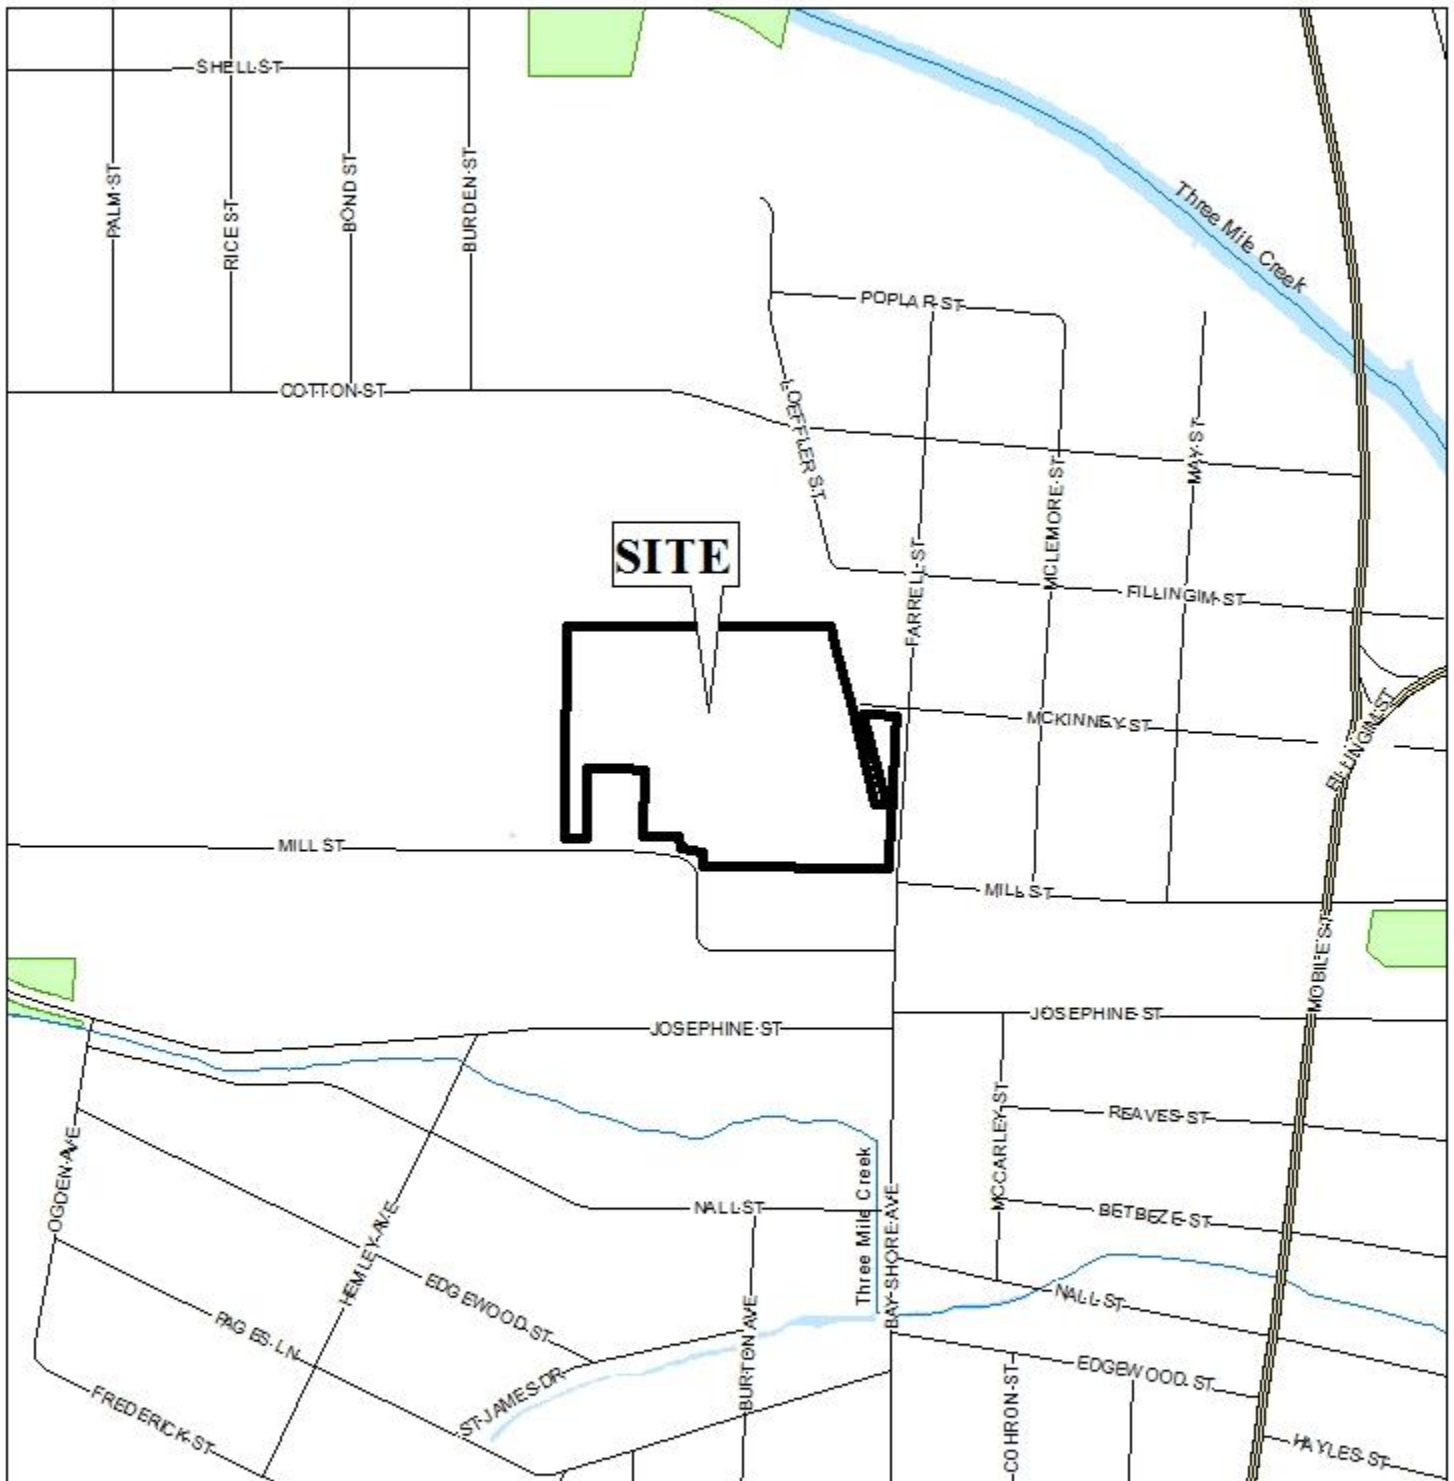 SHELL ST
PALM ST
RICE ST
BOND ST
BURDEN ST
Three Mile Creek
POPLAR ST
COTTON ST
LOEFFLER ST
MAY ST
MCLEMORE ST
FARRELL ST
SITE
FILLINGIM ST
MCKINNEY ST
FILLINGIM ST
MILL ST
MILL ST
MOBILE ST
JOSEPHINE ST
JOSEPHINE ST
MCCARLEY ST
REAVES ST
OGDEN AVE
HEMLEY AVE
NALL ST
Three Mile Creek
BAY SHORE AVE
BETBEZE ST
EDGEWOOD ST
NALL ST
PAGES LN
BURTON AVE
ST JAMES DR
EDGEWOOD ST
FREDERICK ST
COHRON ST
HAYLES ST